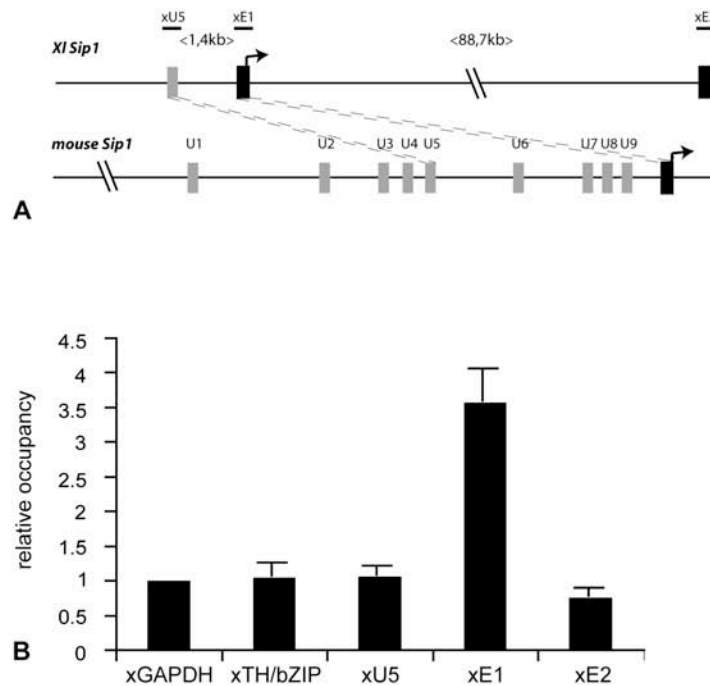 xU5 xE1 xE
<1,4kb> <88,7kb>
Xl Sip1
mouse Sip1
U1 U2 U3 U4 U5 U6 U7 U8 U9
A
relative occupancy
4.5
4
3.5
3
2.5
2
1.5
1
0.5
0
B
xGAPDH xTH/bZIP xU5 xE1 xE2